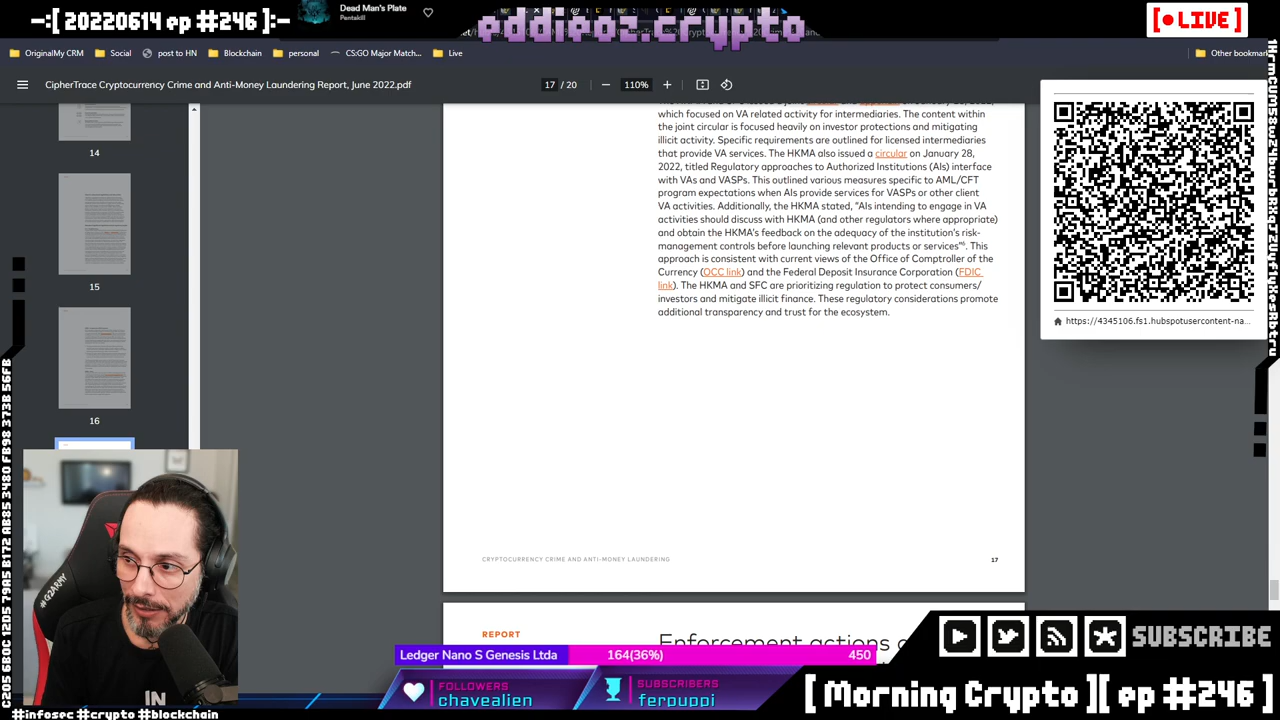 -:[ 20220614 ep #246 ]:-
Dead Man's Plate
Pentakill
eddieoz.crypto
[ ● LIVE ]
OriginalMy CRM
Social
post to HN
Blockchain
personal
CS:GO Major Match...
Live
Other bookmar
CipherTrace Cryptocurrency Crime and Anti-Money Laundering Report, June 2022.pdf
17 / 20
110%
14
15
16
which focused on VA related activity for intermediaries. The content within
the joint circular is focused heavily on investor protections and mitigating
illicit activity. Specific requirements are outlined for licensed intermediaries
that provide VA services. The HKMA also issued a circular on January 28,
2022, titled Regulatory approaches to Authorized Institutions (AIs) interface
with VAs and VASPs. This outlined various measures specific to AML/CFT
program expectations when AIs provide services for VASPs or other client
VA activities. Additionally, the HKMA stated, "AIs intending to engage in VA
activities should discuss with HKMA (and other regulators where appropriate)
and obtain the HKMA's feedback on the adequacy of the institution's risk-
management controls before launching relevant products or services"⁶. This
approach is consistent with current views of the Office of Comptroller of the
Currency (OCC link) and the Federal Deposit Insurance Corporation (FDIC
link). The HKMA and SFC are prioritizing regulation to protect consumers/
investors and mitigate illicit finance. These regulatory considerations promote
additional transparency and trust for the ecosystem.
CRYPTOCURRENCY CRIME AND ANTI-MONEY LAUNDERING
17
REPORT
Enforcement actions
https://4345106.fs1.hubspotusercontent-na...
#G2ARMY
IN
Ledger Nano S Genesis Ltda
164(36%)
450
FOLLOWERS
chavealien
SUBSCRIBERS
ferpuppi
SUBSCRIBE
[ Morning Crypto ][ ep #246 ]
#infosec #crypto #blockchain